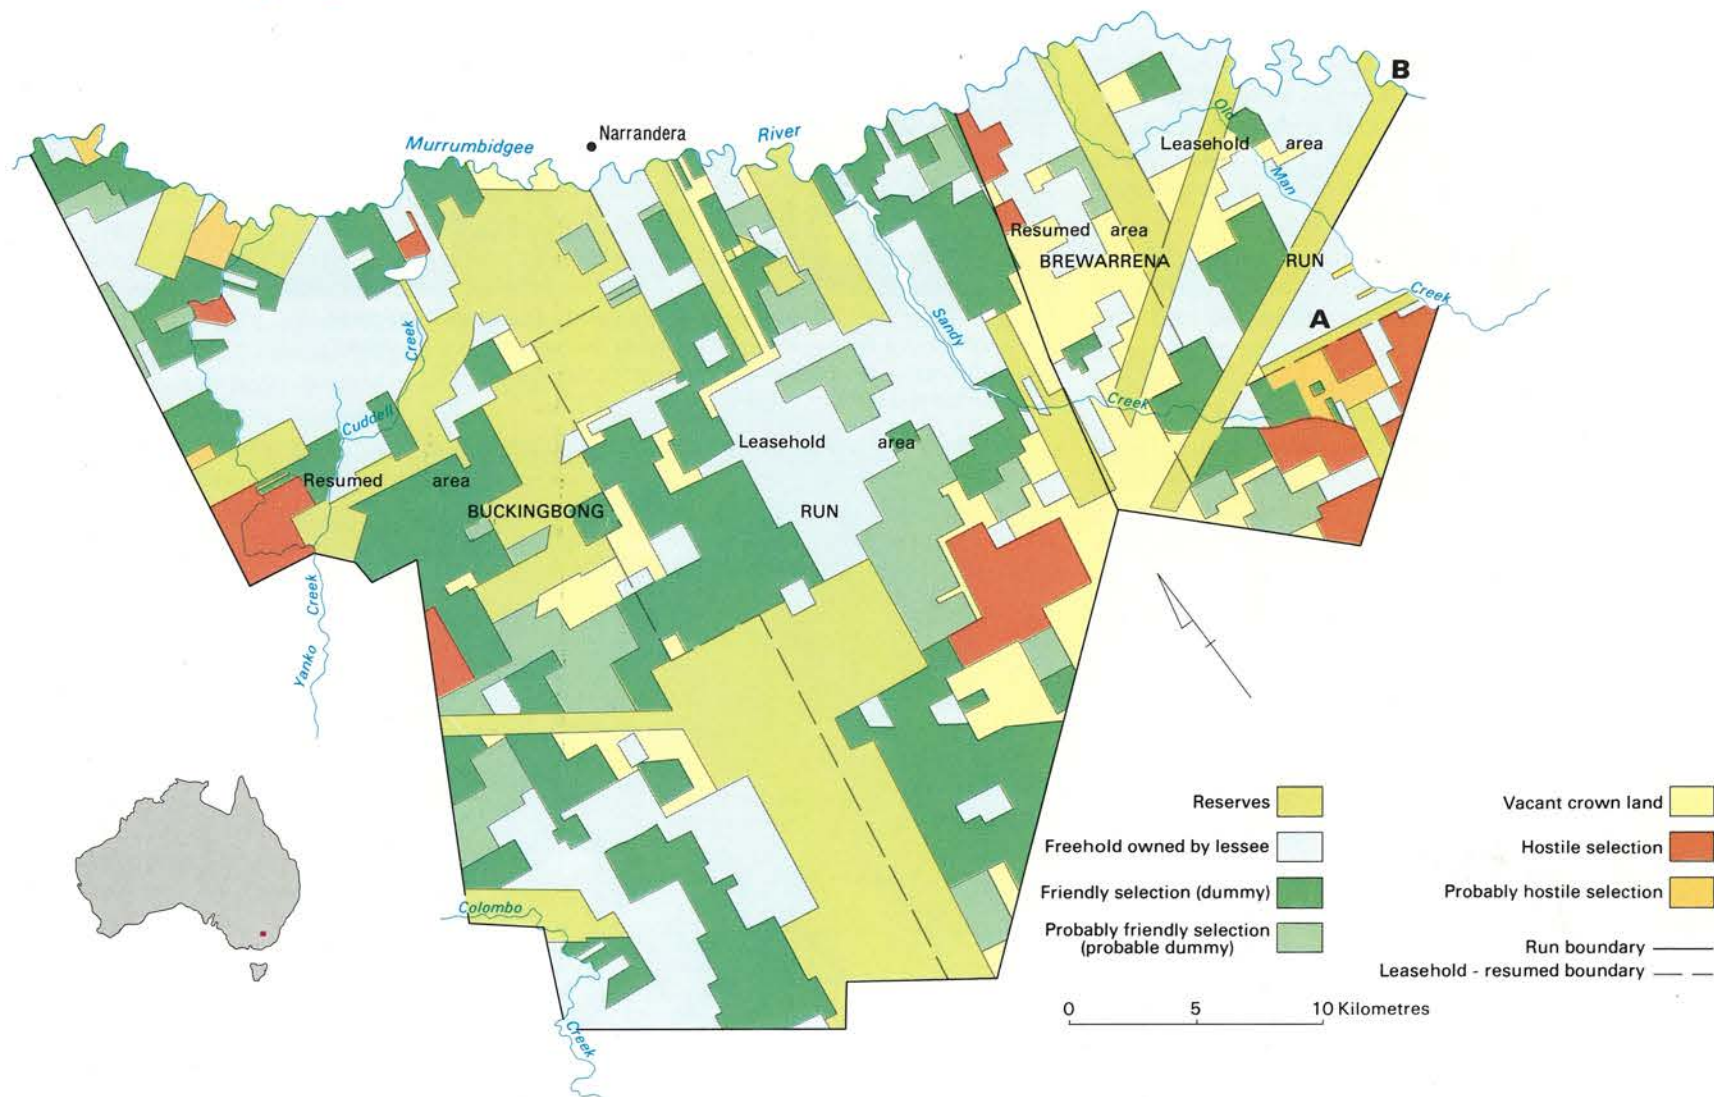 B
Narrandera
Murrumbidgee
River
Old
Man
Creek
Leasehold area
Resumed area
BREWARRENA
RUN
A
Sandy
Creek
Creek
Cuddell
Leasehold area
Resumed area
BUCKINGBONG
RUN
Yanko Creek
Colombo
Creek
Reserves
Freehold owned by lessee
Friendly selection (dummy)
Probably friendly selection
(probable dummy)
Vacant crown land
Hostile selection
Probably hostile selection
Run boundary
Leasehold - resumed boundary
0 5 10 Kilometres